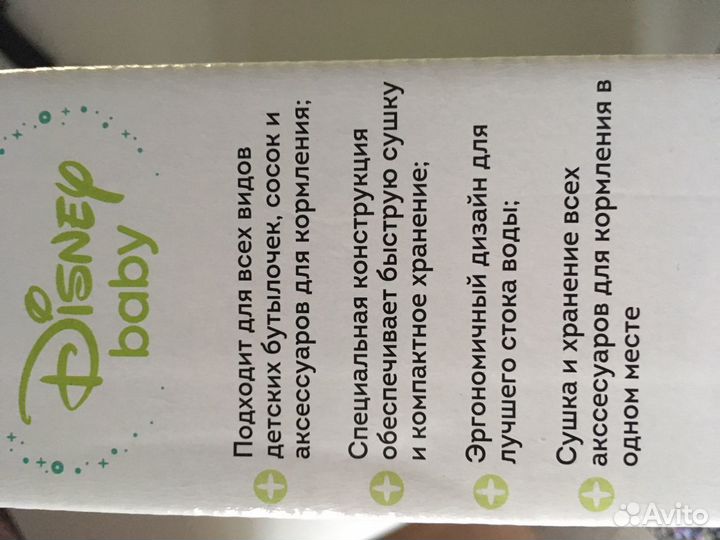 Disney
baby
Подходит для всех видов
детских бутылочек, сосок и
аксессуаров для кормления;
Специальная конструкция
обеспечивает быструю сушку
и компактное хранение;
Эргономичный дизайн для
лучшего стока воды;
Сушка и хранение всех
акссесуаров для кормления в
одном месте
Avito